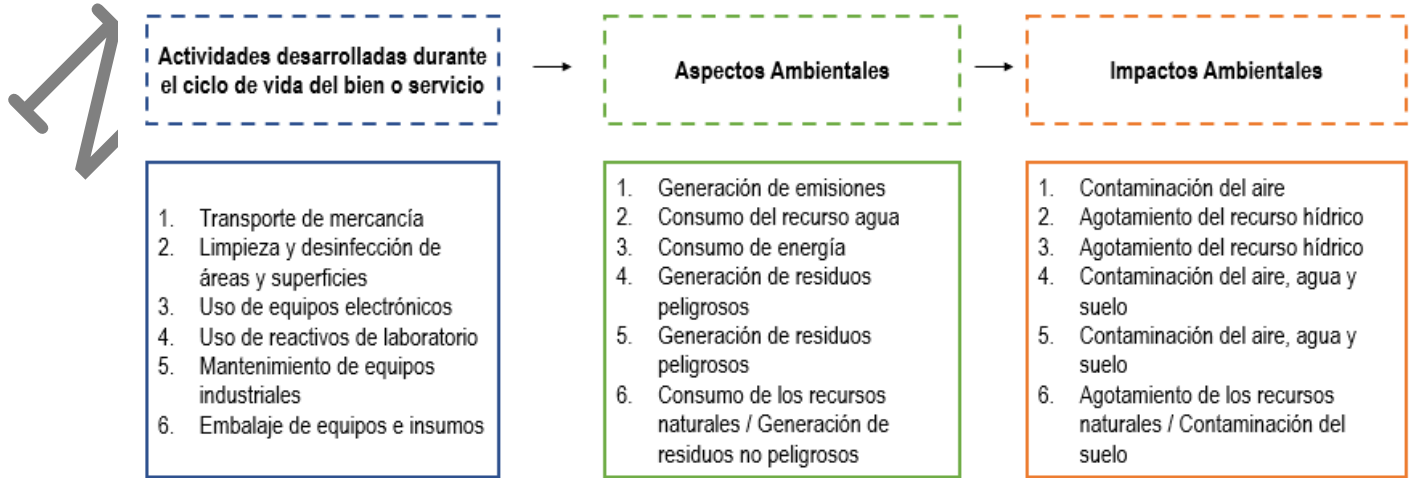 Actividades desarrolladas durante
el ciclo de vida del bien o servicio
Aspectos Ambientales
Impactos Ambientales
1. Transporte de mercancía
2. Limpieza y desinfección de
áreas y superficies
3. Uso de equipos electrónicos
4. Uso de reactivos de laboratorio
5. Mantenimiento de equipos
industriales
6. Embalaje de equipos e insumos
1. Generación de emisiones
2. Consumo del recurso agua
3. Consumo de energía
4. Generación de residuos
peligrosos
5. Generación de residuos
peligrosos
6. Consumo de los recursos
naturales / Generación de
residuos no peligrosos
1. Contaminación del aire
2. Agotamiento del recurso hídrico
3. Agotamiento del recurso hídrico
4. Contaminación del aire, agua y
suelo
5. Contaminación del aire, agua y
suelo
6. Agotamiento de los recursos
naturales / Contaminación del
suelo